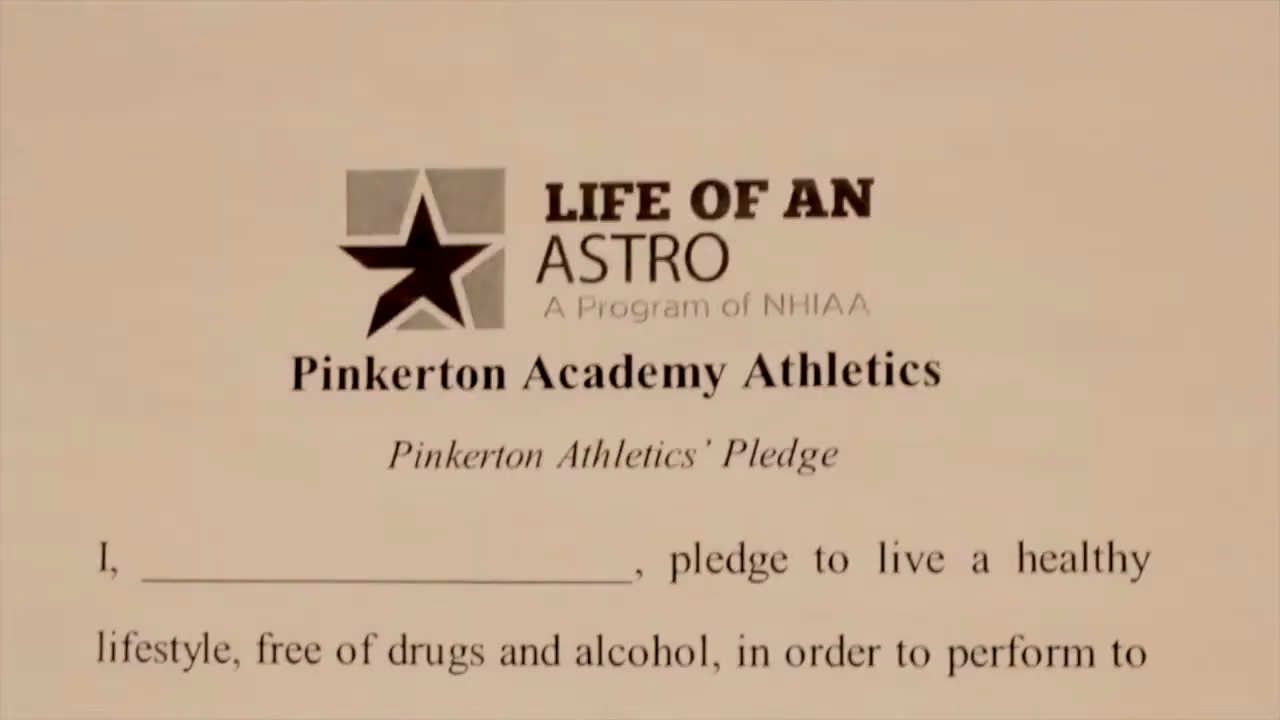 LIFE OF AN
ASTRO
A Program of NHIAA
Pinkerton Academy Athletics
Pinkerton Athletics' Pledge
I, ____________________, pledge to live a healthy
lifestyle, free of drugs and alcohol, in order to perform to